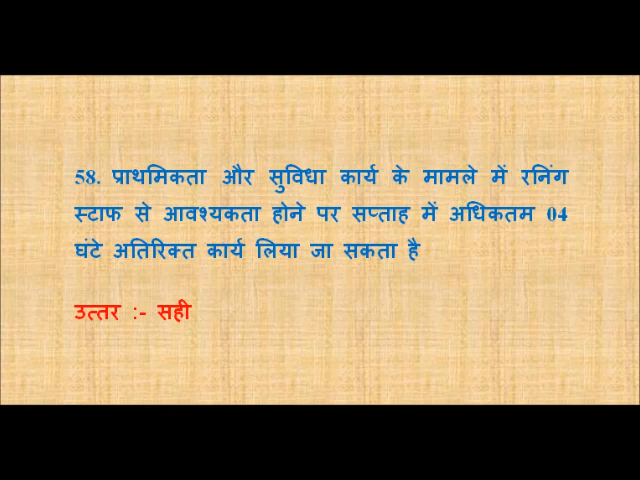 58. प्राथमिकता और सुविधा कार्य के मामले में रनिंग
स्टाफ से आवश्यकता होने पर सप्ताह में अधिकतम 04
घंटे अतिरिक्त कार्य लिया जा सकता है
उत्तर :- सही